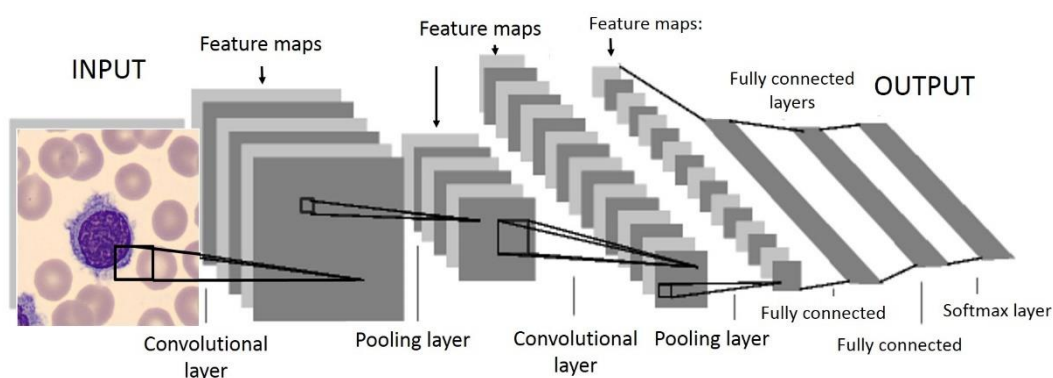 INPUT
Feature maps
Feature maps
Feature maps:
Fully connected
layers
OUTPUT
Convolutional
layer
Pooling layer
Convolutional
layer
Pooling layer
Fully connected
Fully connected
Softmax layer